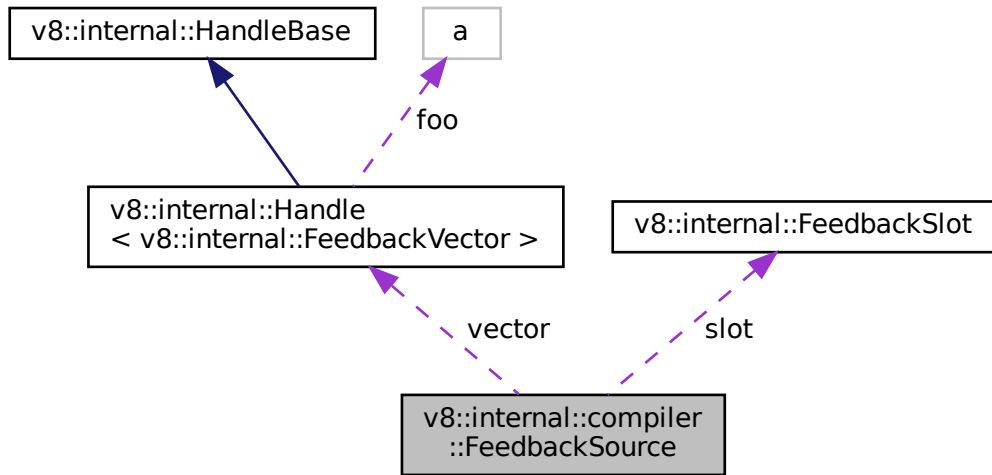 v8::internal::HandleBase
a
foo
v8::internal::Handle
< v8::internal::FeedbackVector >
v8::internal::FeedbackSlot
vector
slot
v8::internal::compiler
::FeedbackSource